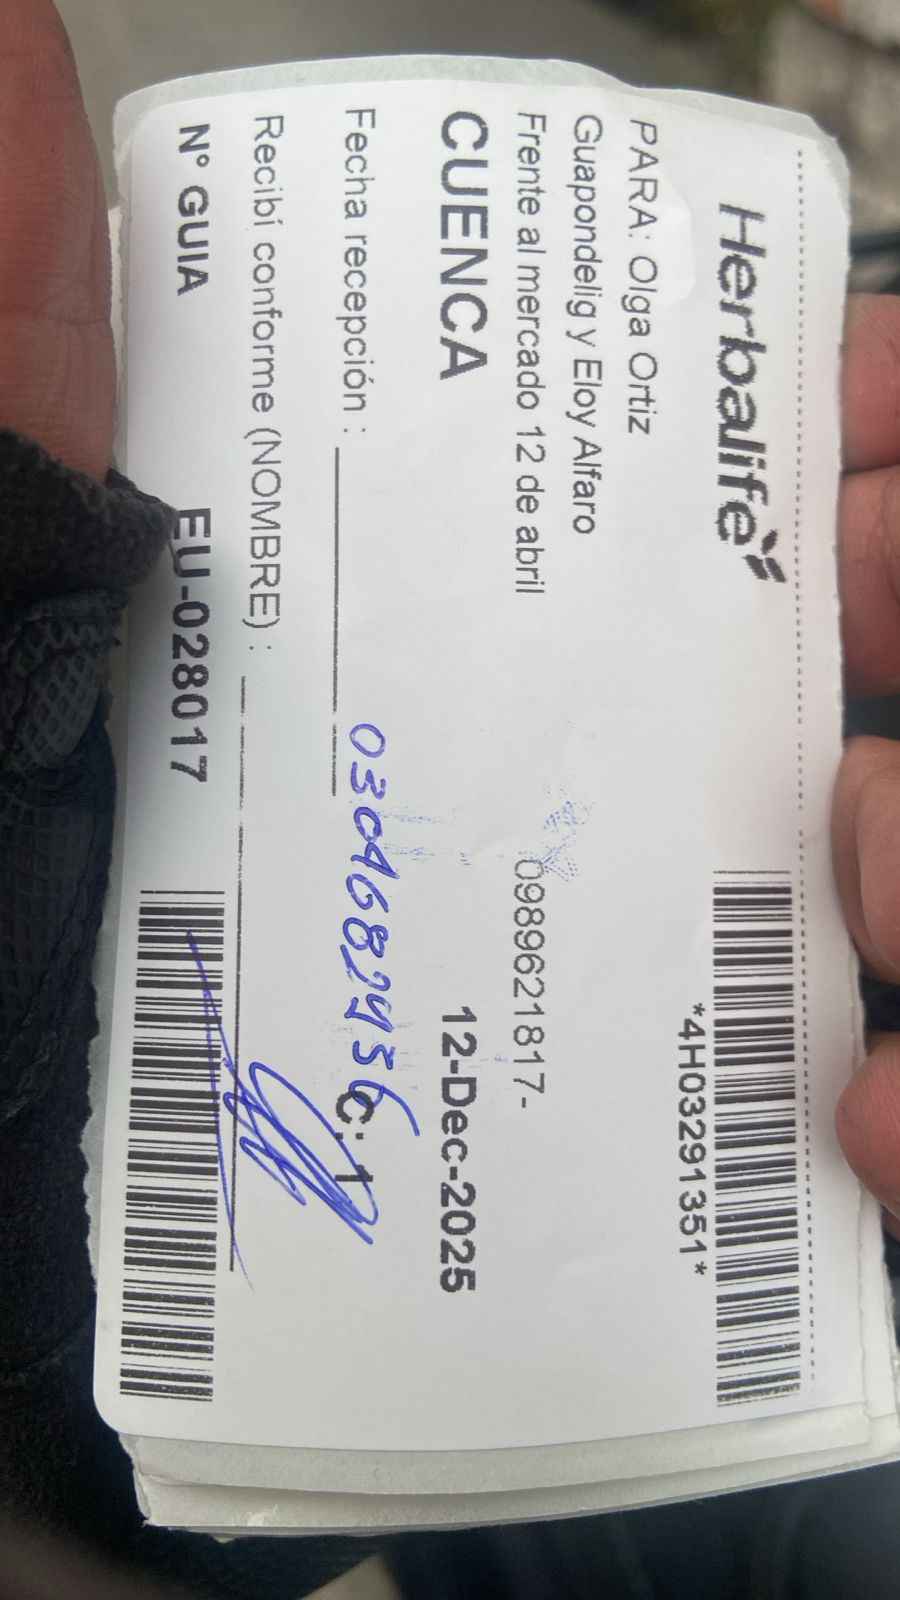 Herbalife
*4H03291351*
PARA: Olga Ortiz
Guapondelig y Eloy Alfaro
Frente al mercado 12 de abril
0989621817-
CUENCA
12-Dec-2025
Fecha recepción :
C: 1
Recibí conforme (NOMBRE) :
N° GUIA
EU-028017